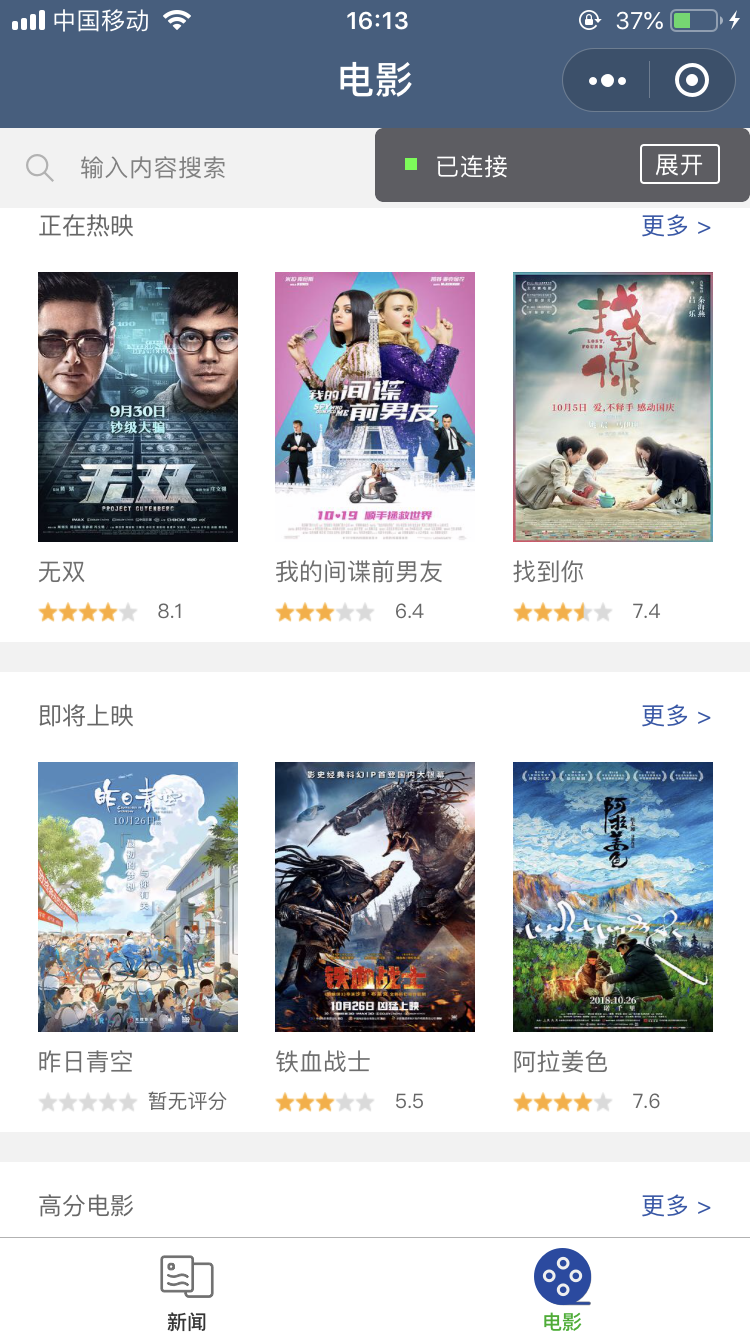 中国移动
16:13
37%
电影
输入内容搜索
已连接
展开
正在热映
更多 >
9月30日
钞级大骗
无双
PROJECT GUTENBERG
我的间谍前男友
10·19 顺手拯救世界
找到你
LOST, FOUND
10月5日 爱,不释手 感动国庆
无双
我的间谍前男友
找到你
8.1
6.4
7.4
即将上映
更多 >
昨日青空
10月26日
影史经典科幻IP首登国内大银幕
铁血战士
10月26日 凶猛上映
阿拉姜色
2018.10.26
昨日青空
铁血战士
阿拉姜色
暂无评分
5.5
7.6
高分电影
更多 >
新闻
电影